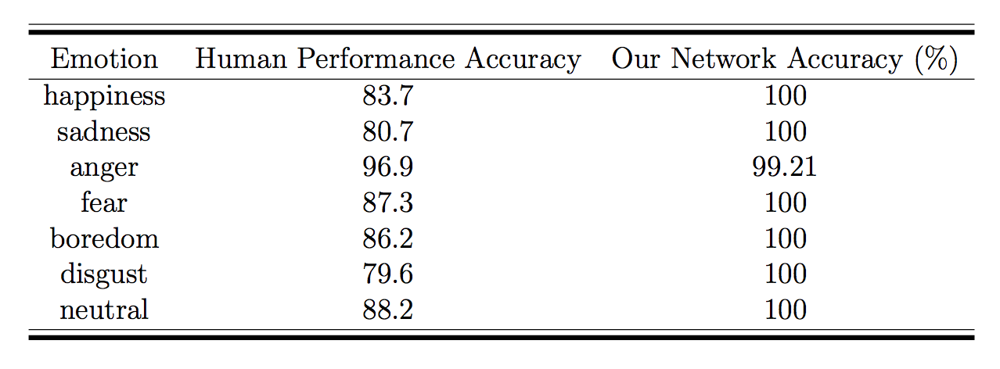 Emotion Human Performance Accuracy Our Network Accuracy (%)
happiness 83.7 100
sadness 80.7 100
anger 96.9 99.21
fear 87.3 100
boredom 86.2 100
disgust 79.6 100
neutral 88.2 100